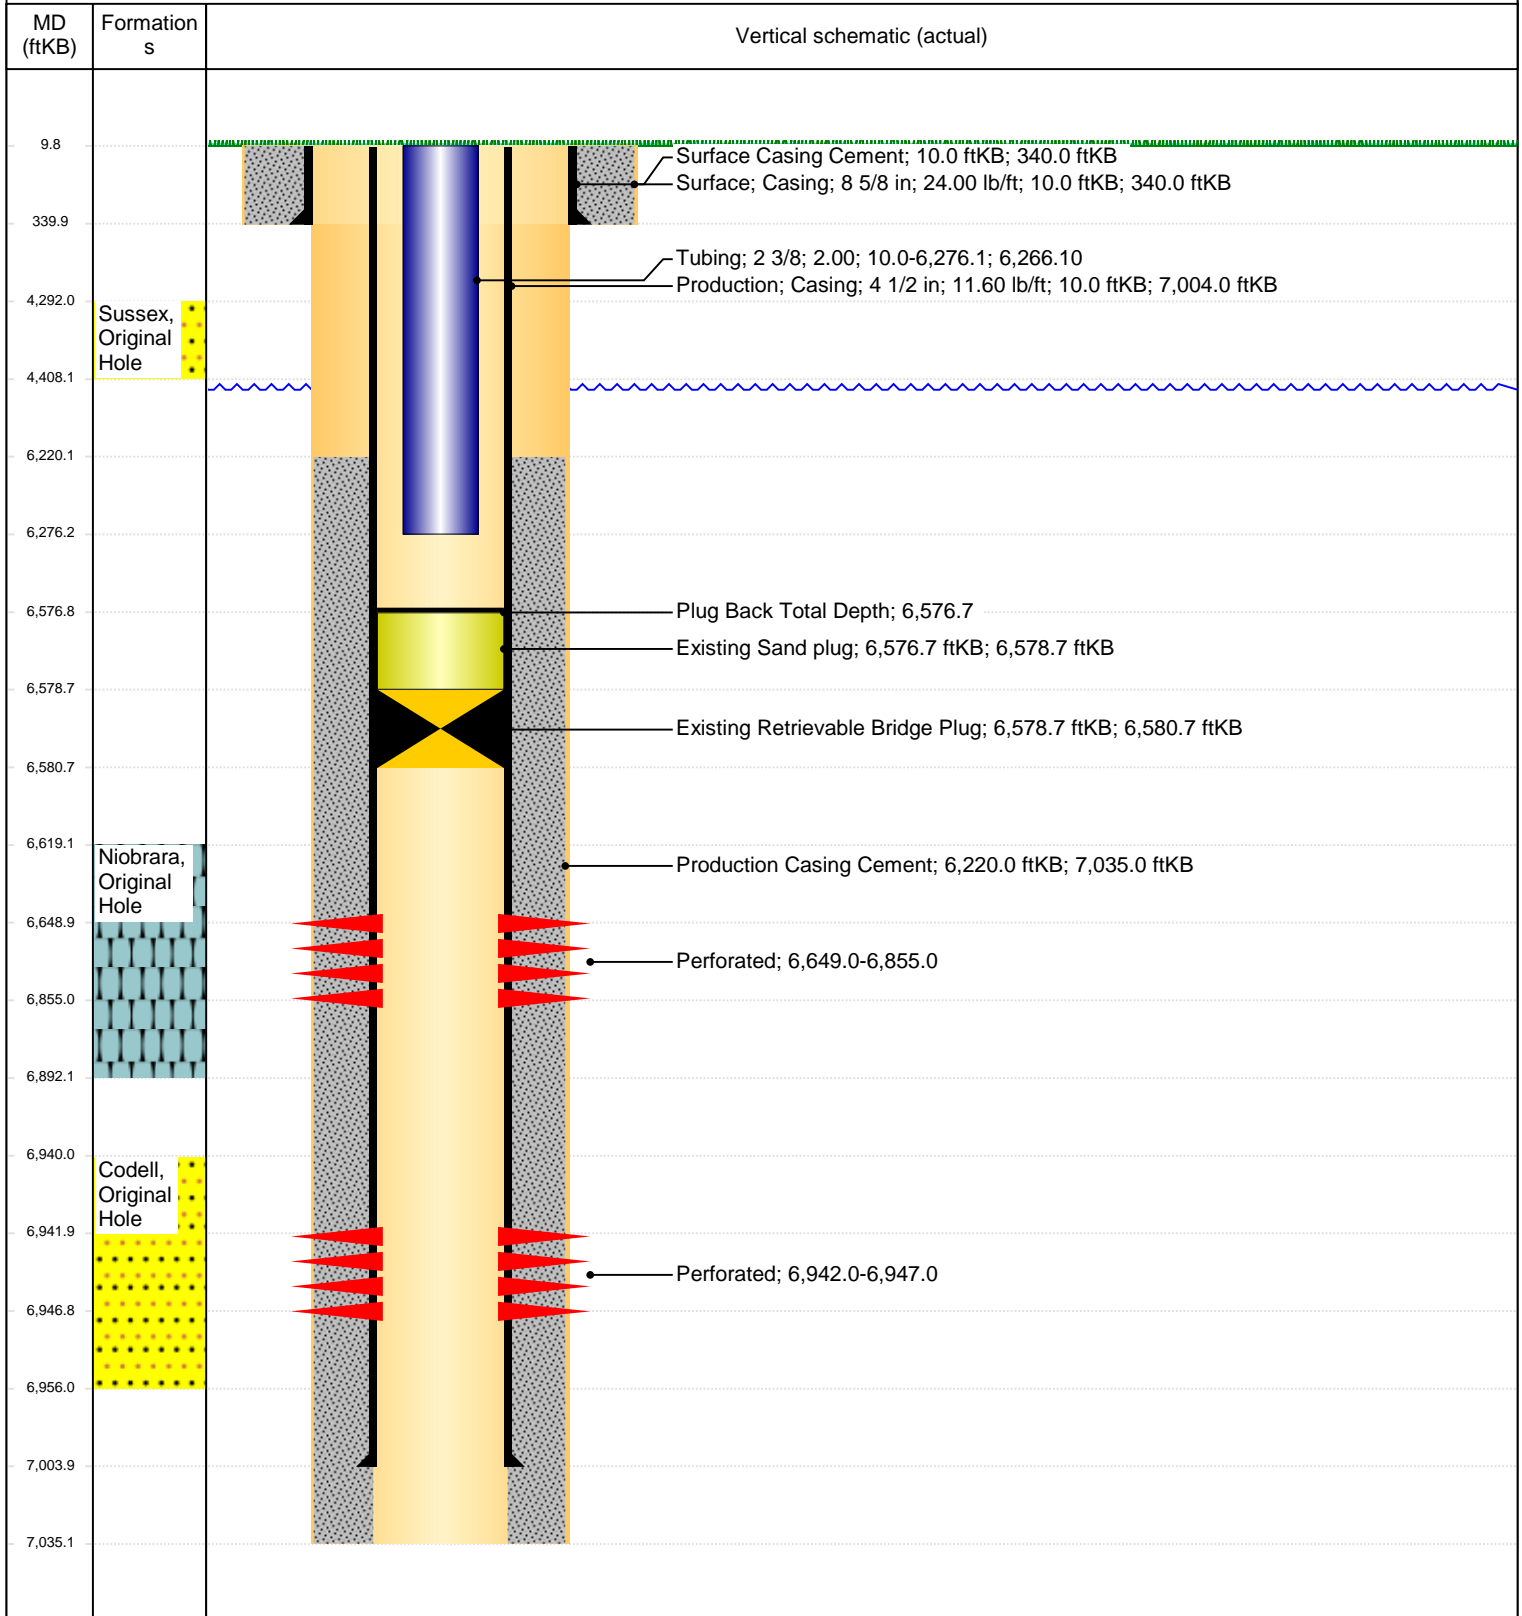 MD
(ftKB)
Formation
s
Vertical schematic (actual)
9.8
Surface Casing Cement; 10.0 ftKB; 340.0 ftKB
Surface; Casing; 8 5/8 in; 24.00 lb/ft; 10.0 ftKB; 340.0 ftKB
339.9
Tubing; 2 3/8; 2.00; 10.0-6,276.1; 6,266.10
Production; Casing; 4 1/2 in; 11.60 lb/ft; 10.0 ftKB; 7,004.0 ftKB
4,292.0
Sussex,
Original
Hole
4,408.1
6,220.1
6,276.2
6,576.8
Plug Back Total Depth; 6,576.7
Existing Sand plug; 6,576.7 ftKB; 6,578.7 ftKB
6,578.7
Existing Retrievable Bridge Plug; 6,578.7 ftKB; 6,580.7 ftKB
6,580.7
6,619.1
Niobrara,
Original
Hole
Production Casing Cement; 6,220.0 ftKB; 7,035.0 ftKB
6,648.9
Perforated; 6,649.0-6,855.0
6,855.0
6,892.1
6,940.0
Codell,
Original
Hole
6,941.9
Perforated; 6,942.0-6,947.0
6,946.8
6,956.0
7,003.9
7,035.1